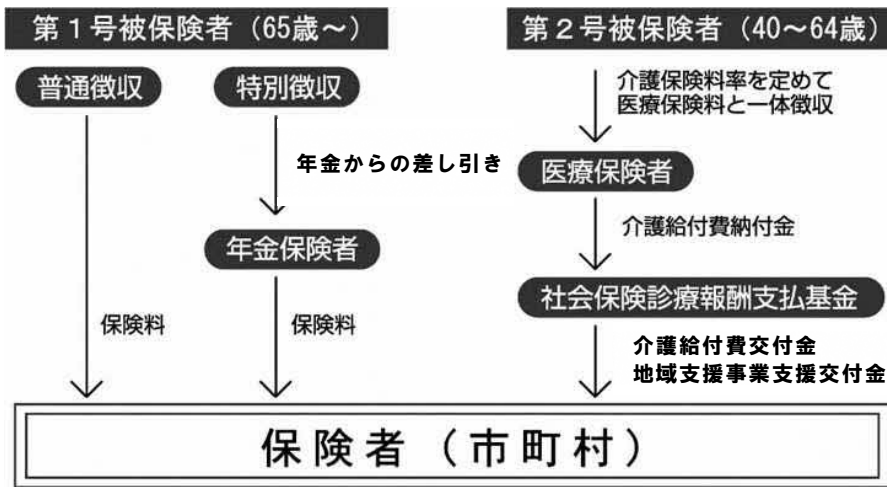 第1号被保険者（65歳～）
普通徴収
特別徴収
年金からの差し引き
年金保険者
保険料
保険料
第2号被保険者（40～64歳）
介護保険料率を定めて
医療保険料と一体徴収
医療保険者
介護給付費納付金
社会保険診療報酬支払基金
介護給付費交付金
地域支援事業支援交付金
保険者（市町村）